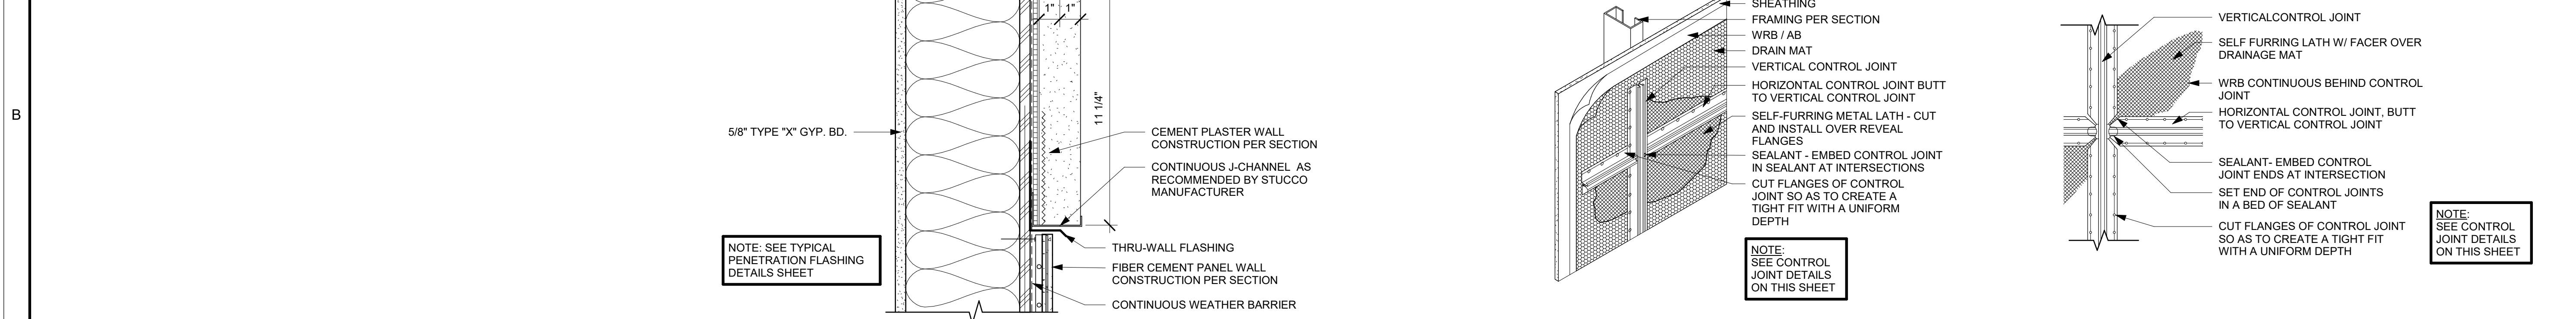 B
1" 1"
11 1/4"
5/8" TYPE "X" GYP. BD.
NOTE: SEE TYPICAL
PENETRATION FLASHING
DETAILS SHEET
CEMENT PLASTER WALL
CONSTRUCTION PER SECTION
CONTINUOUS J-CHANNEL AS
RECOMMENDED BY STUCCO
MANUFACTURER
THRU-WALL FLASHING
FIBER CEMENT PANEL WALL
CONSTRUCTION PER SECTION
CONTINUOUS WEATHER BARRIER
SHEATHING
FRAMING PER SECTION
WRB / AB
DRAIN MAT
VERTICAL CONTROL JOINT
HORIZONTAL CONTROL JOINT BUTT
TO VERTICAL CONTROL JOINT
SELF-FURRING METAL LATH - CUT
AND INSTALL OVER REVEAL
FLANGES
SEALANT - EMBED CONTROL JOINT
IN SEALANT AT INTERSECTIONS
CUT FLANGES OF CONTROL
JOINT SO AS TO CREATE A
TIGHT FIT WITH A UNIFORM
DEPTH
NOTE:
SEE CONTROL
JOINT DETAILS
ON THIS SHEET
VERTICALCONTROL JOINT
SELF FURRING LATH W/ FACER OVER
DRAINAGE MAT
WRB CONTINUOUS BEHIND CONTROL
JOINT
HORIZONTAL CONTROL JOINT, BUTT
TO VERTICAL CONTROL JOINT
SEALANT- EMBED CONTROL
JOINT ENDS AT INTERSECTION
SET END OF CONTROL JOINTS
IN A BED OF SEALANT
CUT FLANGES OF CONTROL JOINT
SO AS TO CREATE A TIGHT FIT
WITH A UNIFORM DEPTH
NOTE:
SEE CONTROL
JOINT DETAILS
ON THIS SHEET